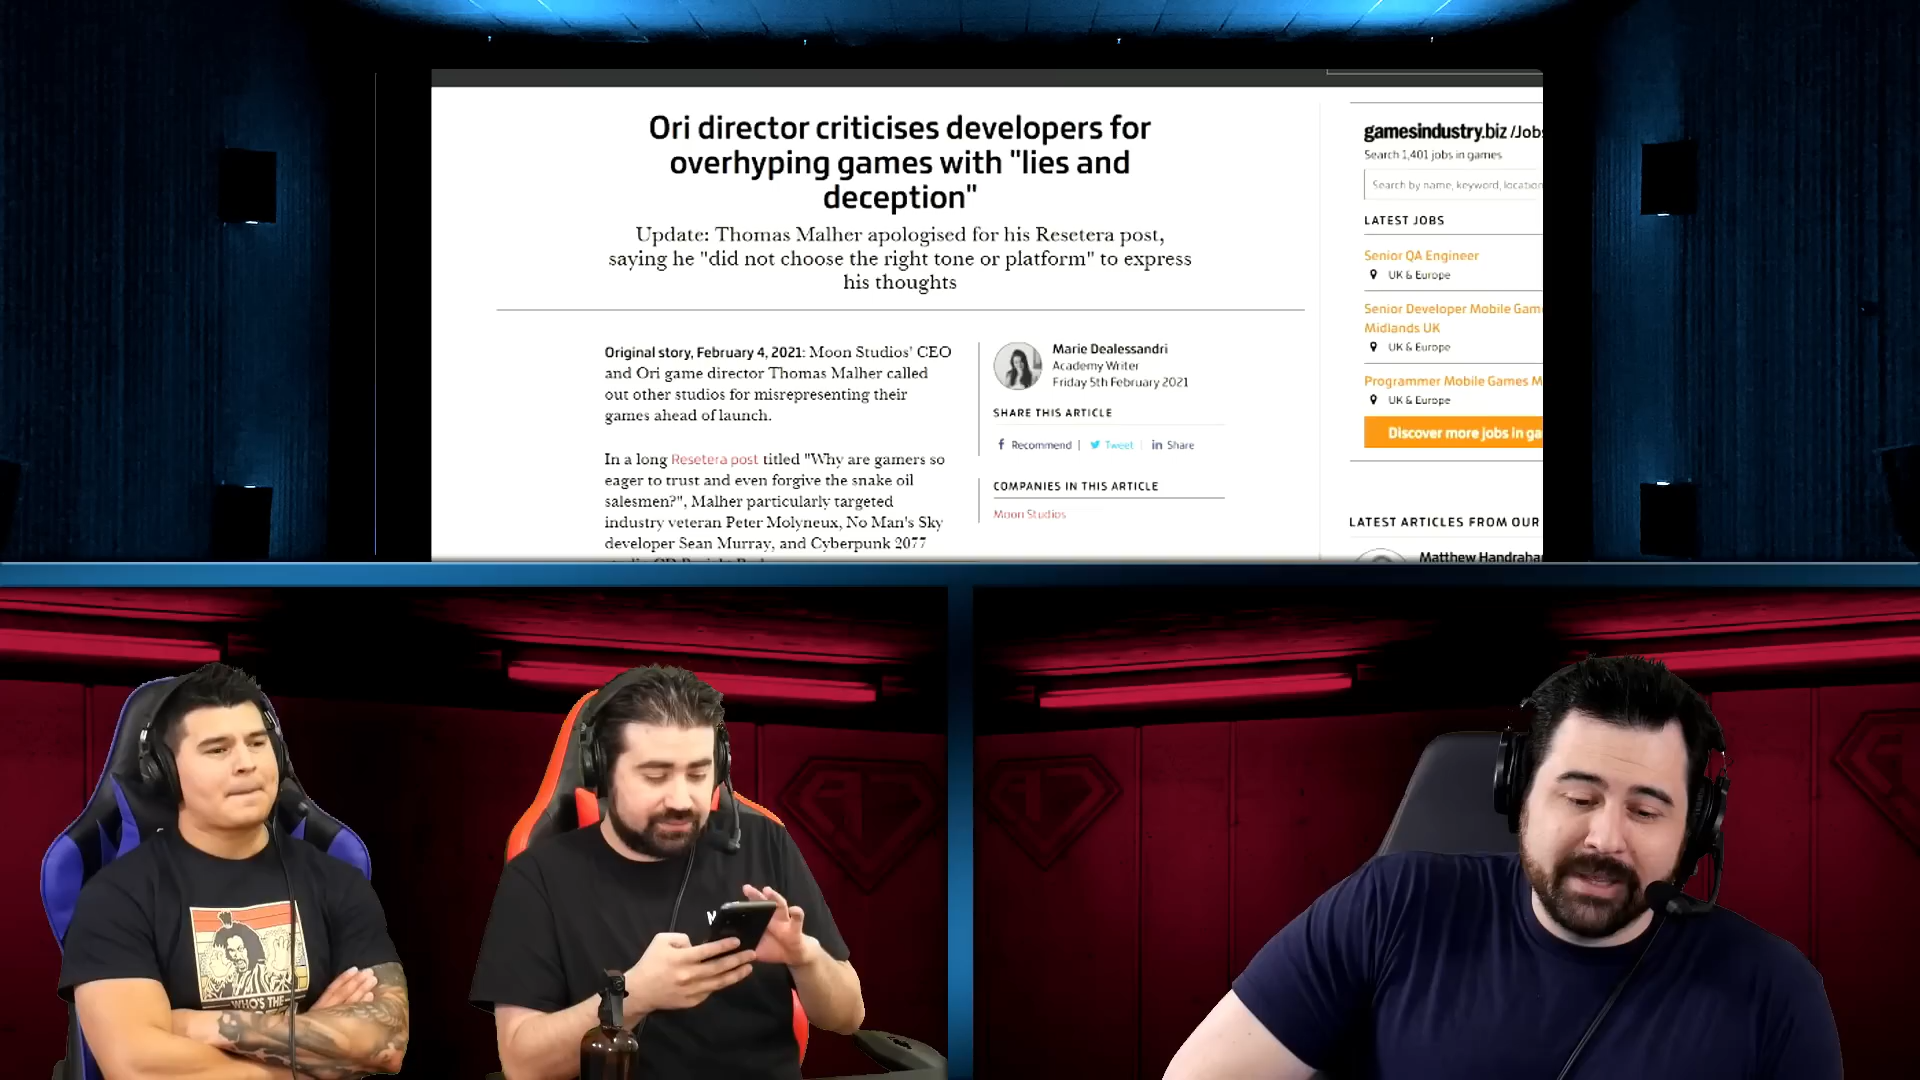 Ori director criticises developers for
overhyping games with "lies and
deception"
Update: Thomas Malher apologised for his Resetera post,
saying he "did not choose the right tone or platform" to express
his thoughts
Original story, February 4, 2021: Moon Studios' CEO
and Ori game director Thomas Malher called
out other studios for misrepresenting their
games ahead of launch.
In a long Resetera post titled "Why are gamers so
eager to trust and even forgive the snake oil
salesmen?", Malher particularly targeted
industry veteran Peter Molyneux, No Man's Sky
developer Sean Murray, and Cyberpunk 2077
Marie Dealessandri
Academy Writer
Friday 5th February 2021
SHARE THIS ARTICLE
Recommend
Tweet
Share
COMPANIES IN THIS ARTICLE
Moon Studios
gamesindustry.biz /Jobs
Search 1,401 jobs in games
Search by name, keyword, location
LATEST JOBS
Senior QA Engineer
UK & Europe
Senior Developer Mobile Gam
Midlands UK
UK & Europe
Programmer Mobile Games M
UK & Europe
Discover more jobs in ga
LATEST ARTICLES FROM OUR
Matthew Handraha
WHO'S THE